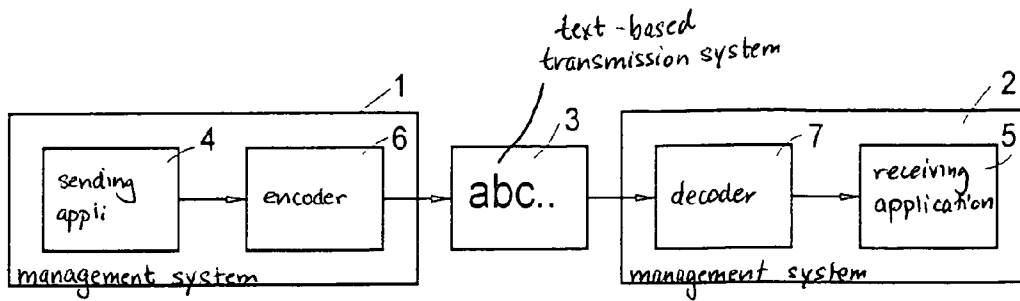 text-based
transmission system
1
2
4
6
3
7
5
sending
appli
encoder
abc..
decoder
receiving
application
management system
management system